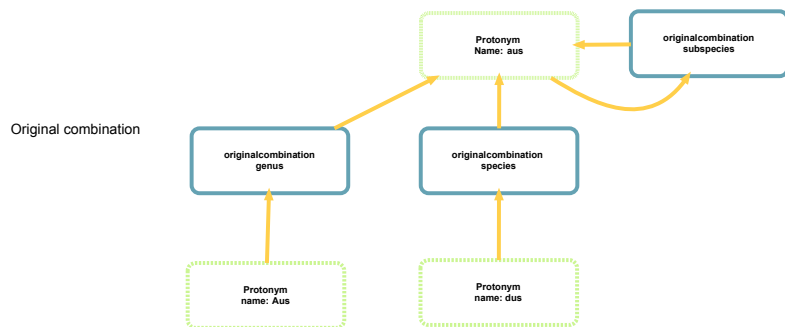 Protonym
Name: aus
originalcombination
subspecies
Original combination
originalcombination
genus
originalcombination
species
Protonym
name: Aus
Protonym
name: dus